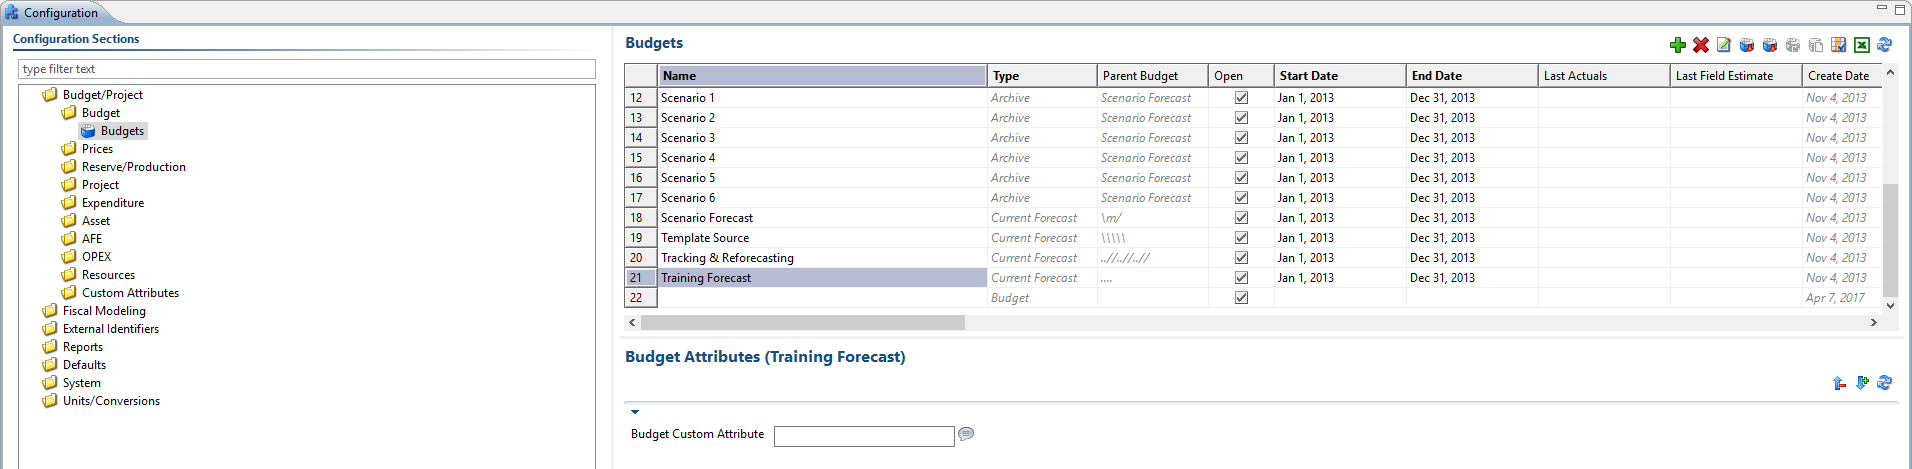 Configuration
Configuration Sections
type filter text
Budget/Project
Budget
Budgets
Prices
Reserve/Production
Project
Expenditure
Asset
AFE
OPEX
Resources
Custom Attributes
Fiscal Modeling
External Identifiers
Reports
Defaults
System
Units/Conversions
Budgets
Name Type Parent Budget Open Start Date End Date Last Actuals Last Field Estimate Create Date
12 Scenario 1 Archive Scenario Forecast Jan 1, 2013 Dec 31, 2013 Nov 4, 2013
13 Scenario 2 Archive Scenario Forecast Jan 1, 2013 Dec 31, 2013 Nov 4, 2013
14 Scenario 3 Archive Scenario Forecast Jan 1, 2013 Dec 31, 2013 Nov 4, 2013
15 Scenario 4 Archive Scenario Forecast Jan 1, 2013 Dec 31, 2013 Nov 4, 2013
16 Scenario 5 Archive Scenario Forecast Jan 1, 2013 Dec 31, 2013 Nov 4, 2013
17 Scenario 6 Archive Scenario Forecast Jan 1, 2013 Dec 31, 2013 Nov 4, 2013
18 Scenario Forecast Current Forecast \m/ Jan 1, 2013 Dec 31, 2013 Nov 4, 2013
19 Template Source Current Forecast \\\\\ Jan 1, 2013 Dec 31, 2013 Nov 4, 2013
20 Tracking & Reforecasting Current Forecast ..//..//..// Jan 1, 2013 Dec 31, 2013 Nov 4, 2013
21 Training Forecast Current Forecast .... Jan 1, 2013 Dec 31, 2013 Nov 4, 2013
22 Budget Apr 7, 2017
Budget Attributes (Training Forecast)
Budget Custom Attribute